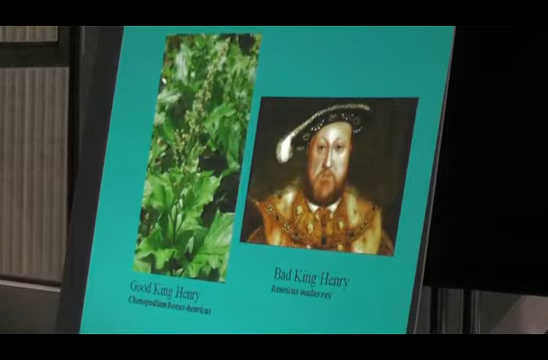 Good King Henry
Chenopodium bonus-henricus
Bad King Henry
henricus malus rex